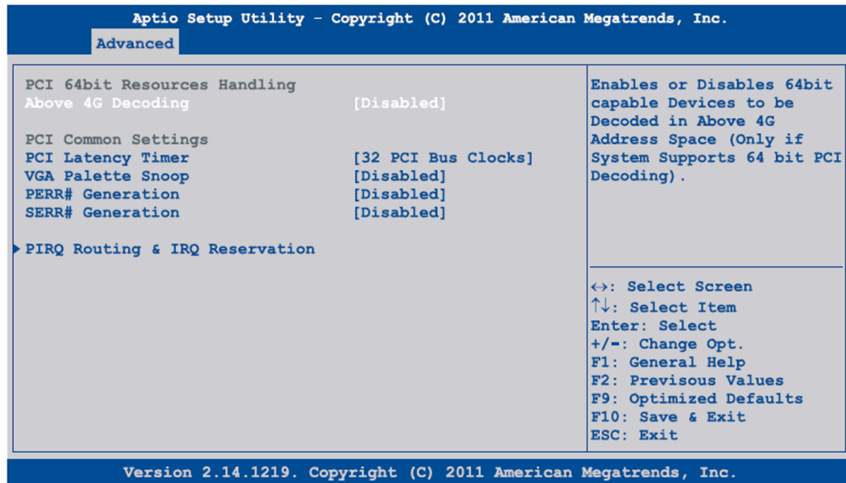 Aptio Setup Utility – Copyright (C) 2011 American Megatrends, Inc.
Advanced
PCI 64bit Resources Handling
Above 4G Decoding [Disabled]
PCI Common Settings
PCI Latency Timer [32 PCI Bus Clocks]
VGA Palette Snoop [Disabled]
PERR# Generation [Disabled]
SERR# Generation [Disabled]
PIRQ Routing & IRQ Reservation
Enables or Disables 64bit
capable Devices to be
Decoded in Above 4G
Address Space (Only if
System Supports 64 bit PCI
Decoding).
↔: Select Screen
↑↓: Select Item
Enter: Select
+/-: Change Opt.
F1: General Help
F2: Previsous Values
F9: Optimized Defaults
F10: Save & Exit
ESC: Exit
Version 2.14.1219. Copyright (C) 2011 American Megatrends, Inc.